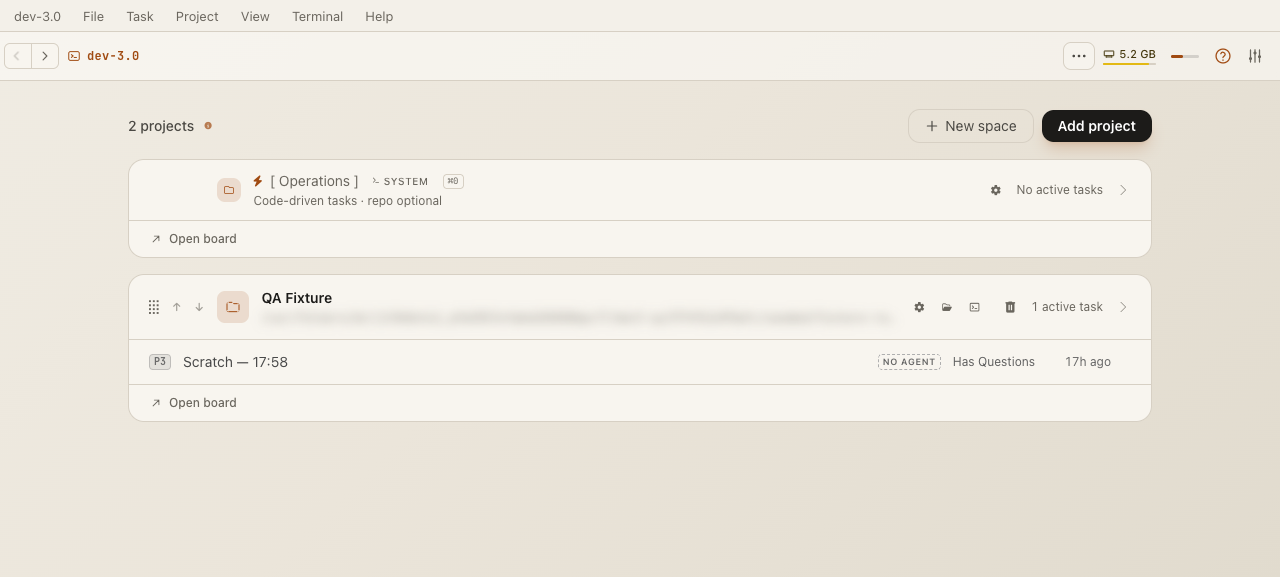 dev-3.0 File Task Project View Terminal Help
dev-3.0
5.2 GB
2 projects
New space
Add project
[ Operations ] SYSTEM ⌘0
Code-driven tasks · repo optional
No active tasks
Open board
QA Fixture
1 active task
P3 Scratch — 17:58 NO AGENT Has Questions 17h ago
Open board